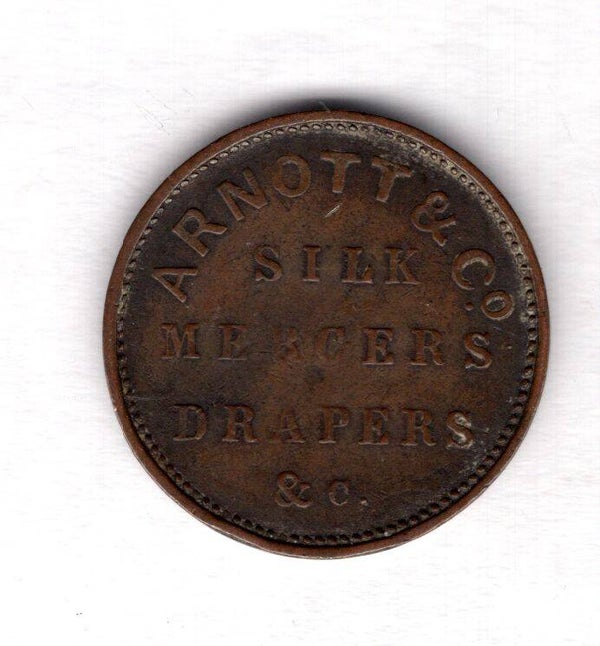 ARNOTT & Co.
SILK
MERCERS
DRAPERS
&c.